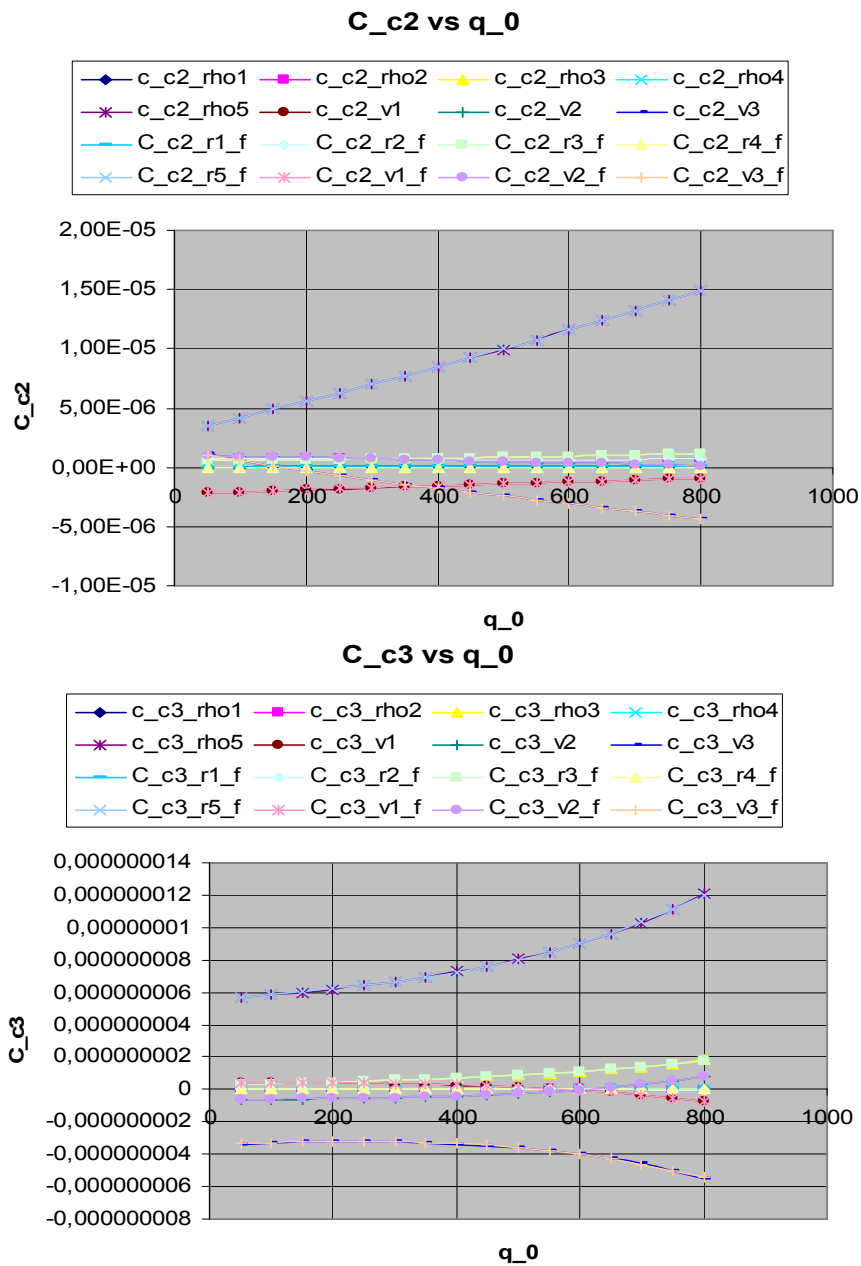 C_c2 vs q_0
c_c2_rho1 c_c2_rho2 c_c2_rho3 c_c2_rho4
c_c2_rho5 c_c2_v1 c_c2_v2 c_c2_v3
C_c2_r1_f C_c2_r2_f C_c2_r3_f C_c2_r4_f
C_c2_r5_f C_c2_v1_f C_c2_v2_f C_c2_v3_f
2,00E-05
1,50E-05
1,00E-05
5,00E-06
0,00E+00
-5,00E-06
-1,00E-05
C_c2
0 200 400 600 800 1000
q_0
C_c3 vs q_0
c_c3_rho1 c_c3_rho2 c_c3_rho3 c_c3_rho4
c_c3_rho5 c_c3_v1 c_c3_v2 c_c3_v3
C_c3_r1_f C_c3_r2_f C_c3_r3_f C_c3_r4_f
C_c3_r5_f C_c3_v1_f C_c3_v2_f C_c3_v3_f
0,000000014
0,000000012
0,00000001
0,000000008
0,000000006
0,000000004
0,000000002
0
-0,000000002
-0,000000004
-0,000000006
-0,000000008
C_c3
0 200 400 600 800 1000
q_0